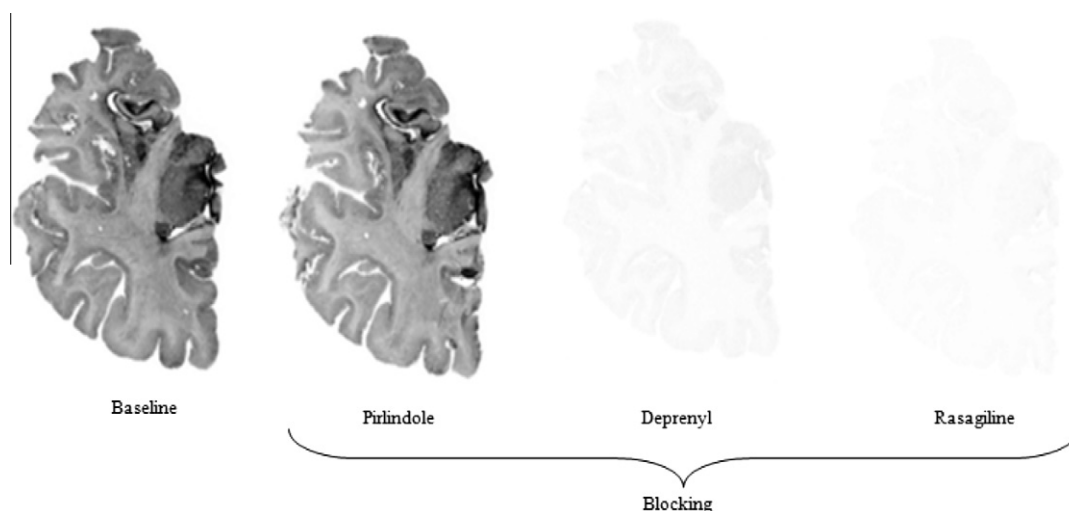 Baseline
Pirlindole
Deprenyl
Rasagiline
Blocking